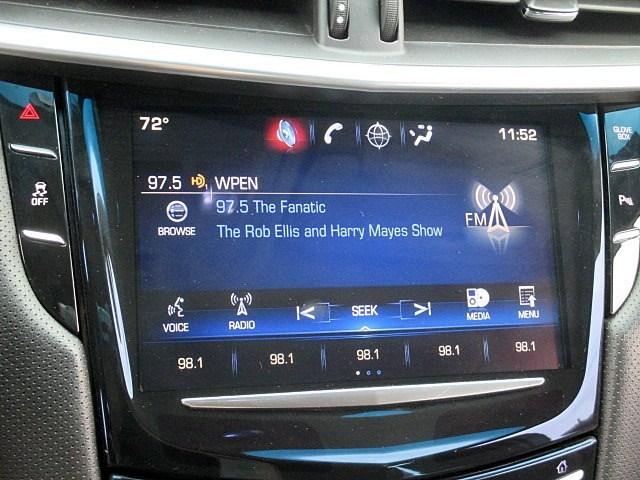 72° 11:52
GLOVE BOX
OFF
97.5 HD) WPEN
97.5 The Fanatic
BROWSE
The Rob Ellis and Harry Mayes Show
FM
VOICE RADIO SEEK MEDIA MENU
98.1 98.1 98.1 98.1 98.1